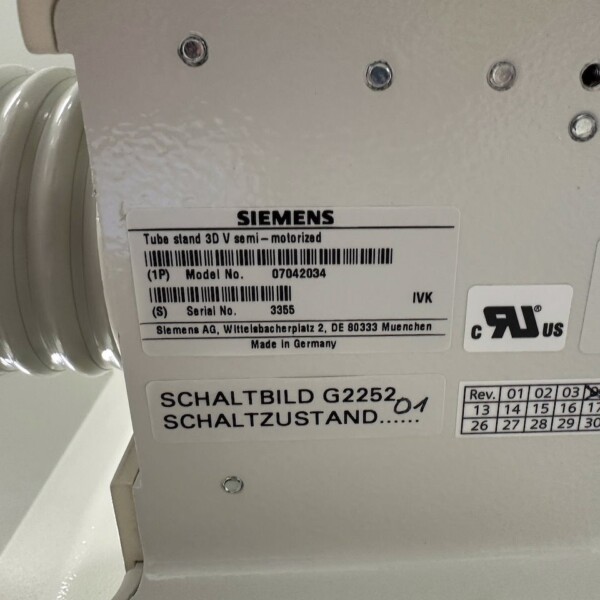 SIEMENS
Tube stand 3D V semi-motorized
(1P) Model No. 07042034
(S) Serial No. 3355 IVK
Siemens AG, Wittelsbacherplatz 2, DE 80333 Muenchen
Made in Germany
c RU ® US
SCHALTBILD G2252
SCHALTZUSTAND...... 01
Rev. 01 02 03
13 14 15 16 17
26 27 28 29 30